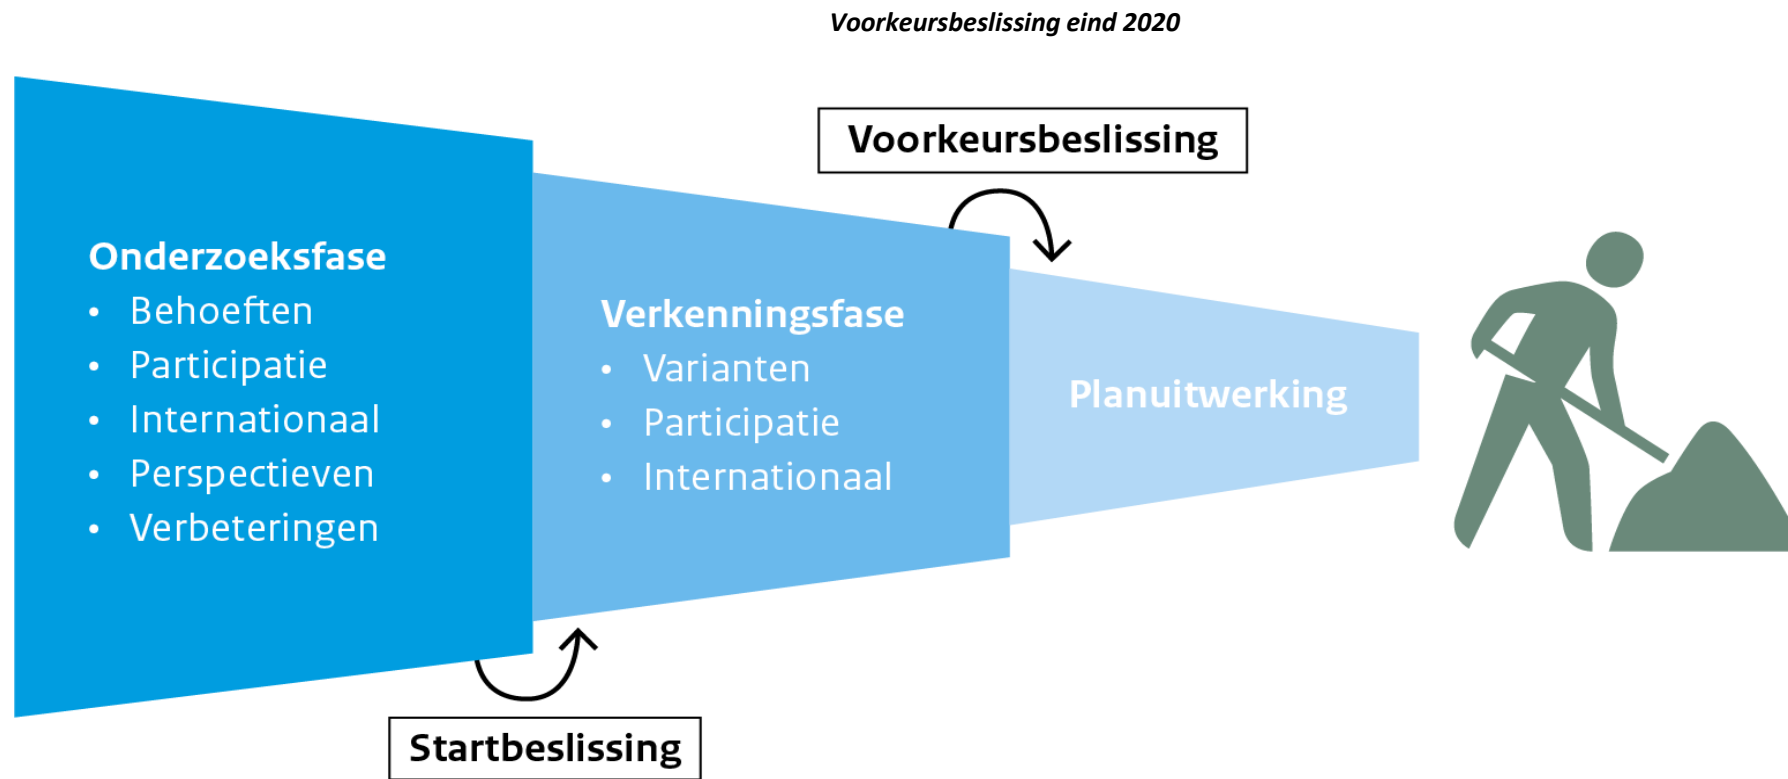 Voorkeursbeslissing eind 2020
Voorkeursbeslissing
Onderzoeksfase
• Behoeften
• Participatie
• Internationaal
• Perspectieven
• Verbeteringen
Verkenningsfase
• Varianten
• Participatie
• Internationaal
Planuitwerking
Startbeslissing